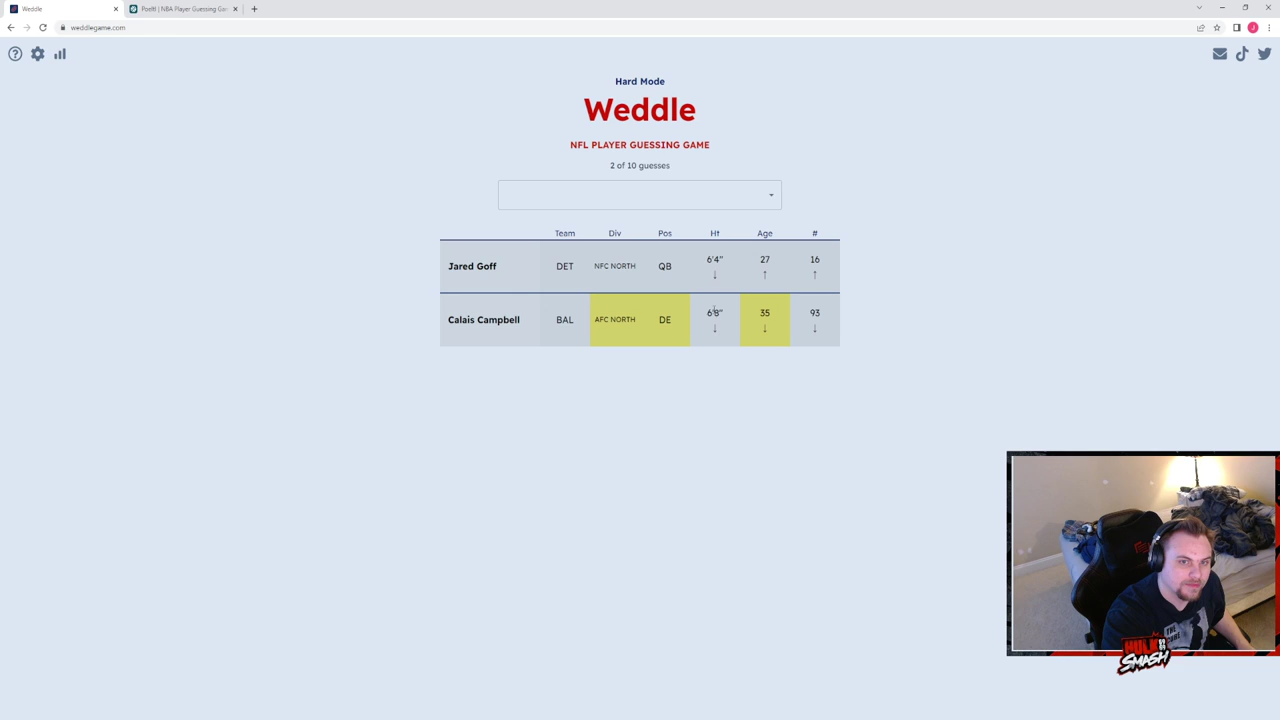 Weddle
Poeltl | NBA Player Guessing Ga
weddlegame.com
J
Hard Mode
Weddle
NFL PLAYER GUESSING GAME
2 of 10 guesses
Team Div Pos Ht Age #
Jared Goff DET NFC NORTH QB 6'4" 27 16
↓ ↑ ↑
Calais Campbell BAL AFC NORTH DE 6'8" 35 93
↓ ↓ ↓
THE
HULK
SMASH